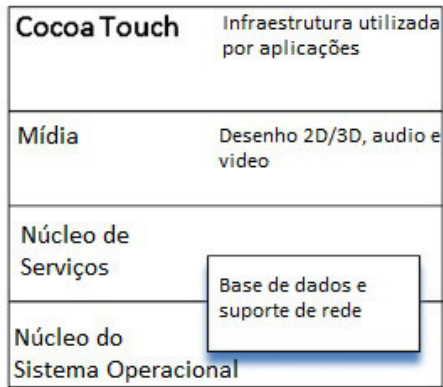 Cocoa Touch
Infraestrutura utilizada
por aplicações
Mídia
Desenho 2D/3D, audio e
video
Núcleo de
Serviços
Base de dados e
suporte de rede
Núcleo do
Sistema Operacional